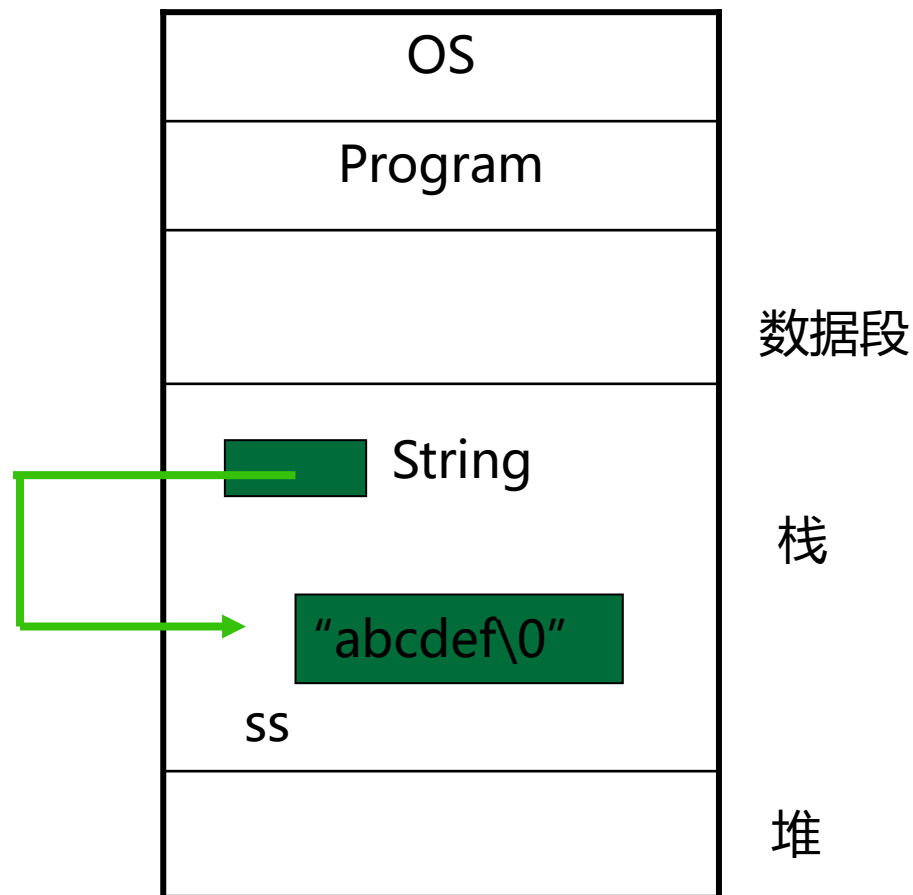 OS
Program
数据段
String
栈
“abcdef\0”
ss
堆